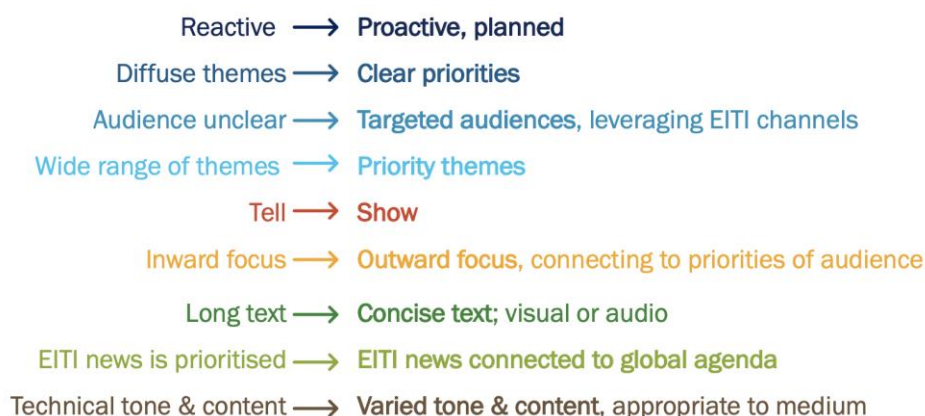 Reactive → Proactive, planned
Diffuse themes → Clear priorities
Audience unclear → Targeted audiences, leveraging EITI channels
Wide range of themes → Priority themes
Tell → Show
Inward focus → Outward focus, connecting to priorities of audience
Long text → Concise text; visual or audio
EITI news is prioritised → EITI news connected to global agenda
Technical tone & content → Varied tone & content, appropriate to medium